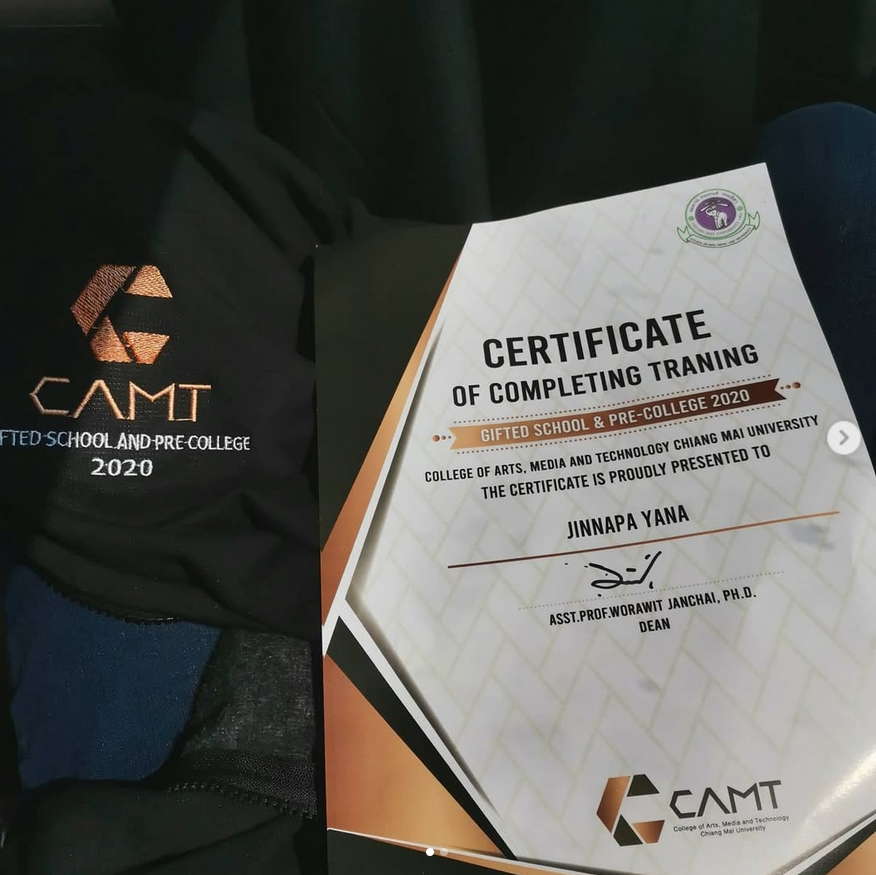 CAMT
FTED SCHOOL AND PRE-COLLEGE
2020
CERTIFICATE
OF COMPLETING TRANING
GIFTED SCHOOL & PRE-COLLEGE 2020
COLLEGE OF ARTS, MEDIA AND TECHNOLOGY CHIANG MAI UNIVERSITY
THE CERTIFICATE IS PROUDLY PRESENTED TO
JINNAPA YANA
ASST.PROF.WORAWIT JANCHAI, PH.D.
DEAN
CAMT
College of Arts, Media and Technology
Chiang Mai University